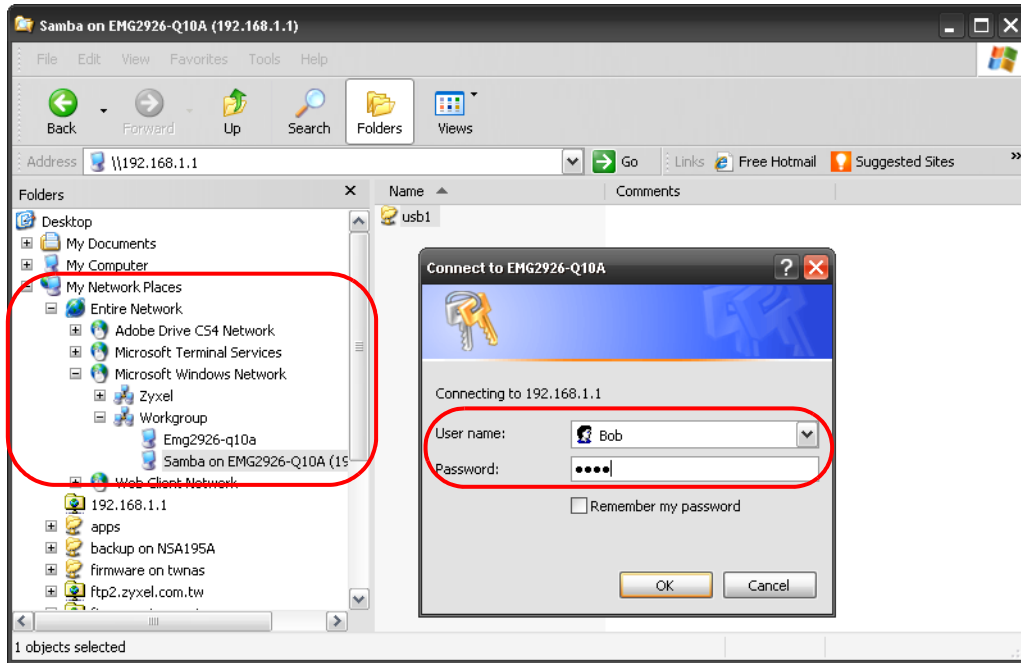 Samba on EMG2926-Q10A (192.168.1.1)
File Edit View Favorites Tools Help
Back Forward Up Search Folders Views
Address \\192.168.1.1 Go Links Free Hotmail Suggested Sites »
Folders
Name Comments
Desktop
My Documents
My Computer
My Network Places
Entire Network
Adobe Drive CS4 Network
Microsoft Terminal Services
Microsoft Windows Network
Zyxel
Workgroup
Emg2926-q10a
Samba on EMG2926-Q10A (19
Web Client Network
192.168.1.1
apps
backup on NSA195A
firmware on twnas
ftp2.zyxel.com.tw
usb1
Connect to EMG2926-Q10A
Connecting to 192.168.1.1
User name: Bob
Password: ●●●●
Remember my password
OK Cancel
1 objects selected